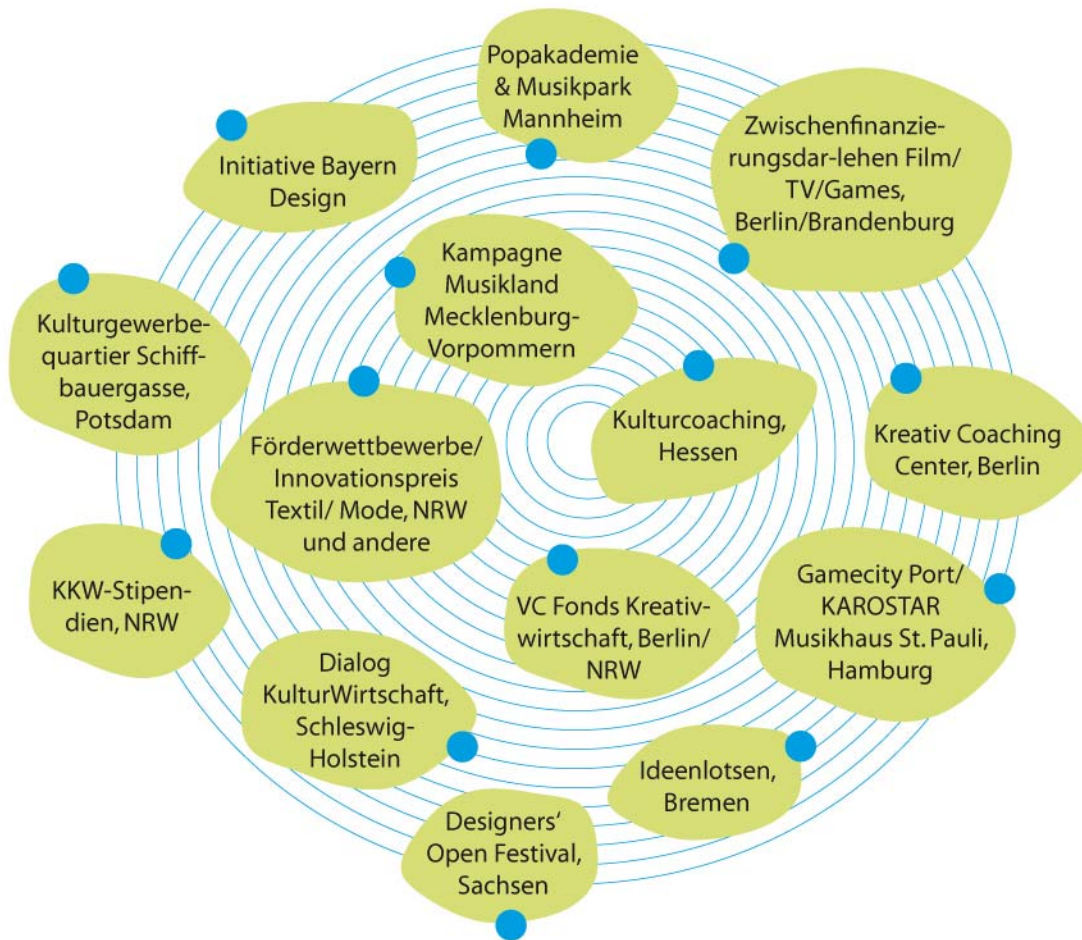 Popakademie
& Musikpark
Mannheim
Zwischenfinanzie-
rungsdar-lehen Film/
TV/Games,
Berlin/Brandenburg
Initiative Bayern
Design
Kampagne
Musikland
Mecklenburg-
Vorpommern
Kulturgewerbe-
quartier Schiff-
bauergasse,
Potsdam
Kulturcoaching,
Hessen
Kreativ Coaching
Center, Berlin
Förderwettbewerbe/
Innovationspreis
Textil/ Mode, NRW
und andere
KKW-Stipen-
dien, NRW
VC Fonds Kreativ-
wirtschaft, Berlin/
NRW
Gamecity Port/
KAROSTAR
Musikhaus St. Pauli,
Hamburg
Dialog
KulturWirtschaft,
Schleswig-
Holstein
Ideenlotsen,
Bremen
Designers‘
Open Festival,
Sachsen